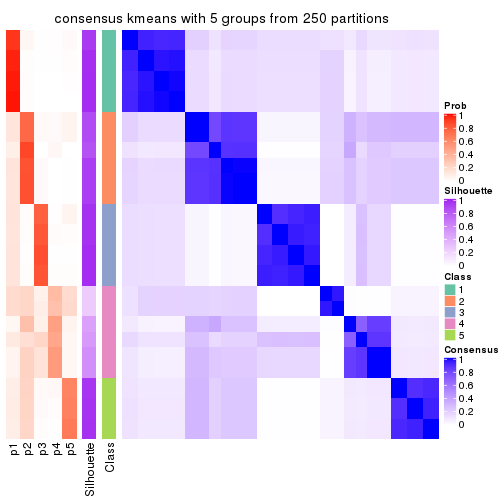 consensus kmeans with 5 groups from 250 partitions
Prob
1
0.8
0.6
0.4
0.2
0
Silhouette
1
0.8
0.6
0.4
0.2
0
Class
1
2
3
4
5
Consensus
1
0.8
0.6
0.4
0.2
0
p1
p2
p3
p4
p5
Silhouette
Class